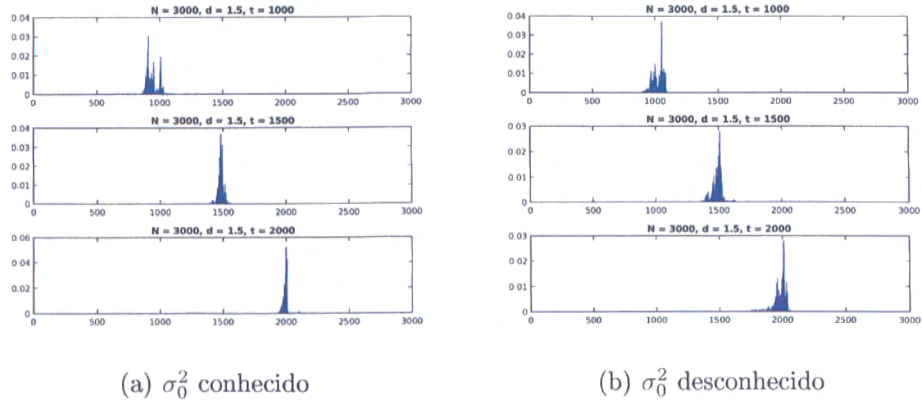 N = 3000, d = 1.5, t = 1000
0.04
0.03
0.02
0.01
0
0 500 1000 1500 2000 2500 3000
N = 3000, d = 1.5, t = 1500
0.04
0.03
0.02
0.01
0
0 500 1000 1500 2000 2500 3000
N = 3000, d = 1.5, t = 2000
0.06
0.04
0.02
0
0 500 1000 1500 2000 2500 3000
(a) σ₀² conhecido
N = 3000, d = 1.5, t = 1000
0.04
0.03
0.02
0.01
0
0 500 1000 1500 2000 2500 3000
N = 3000, d = 1.5, t = 1500
0.03
0.02
0.01
0
0 500 1000 1500 2000 2500 3000
N = 3000, d = 1.5, t = 2000
0.03
0.02
0.01
0
0 500 1000 1500 2000 2500 3000
(b) σ₀² desconhecido